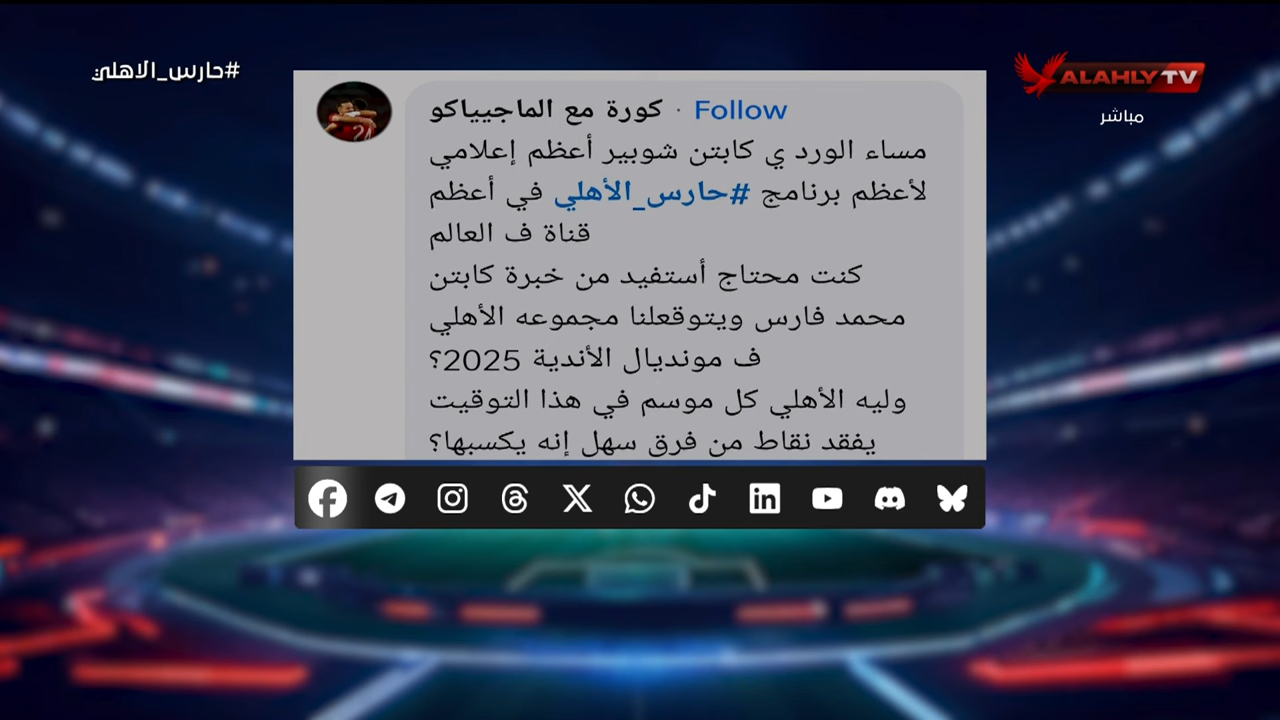 #حارس_الاهلي
ALAHLY TV
مباشر
كورة مع الماجيياكو · Follow
مساء الورد ي كابتن شوبير أعظم إعلامي
لأعظم برنامج #حارس_الأهلي في أعظم
قناة ف العالم
كنت محتاج أستفيد من خبرة كابتن
محمد فارس ويتوقعلنا مجموعه الأهلي
ف مونديال الأندية 2025؟
وليه الأهلي كل موسم في هذا التوقيت
يفقد نقاط من فرق سهل إنه يكسبها؟